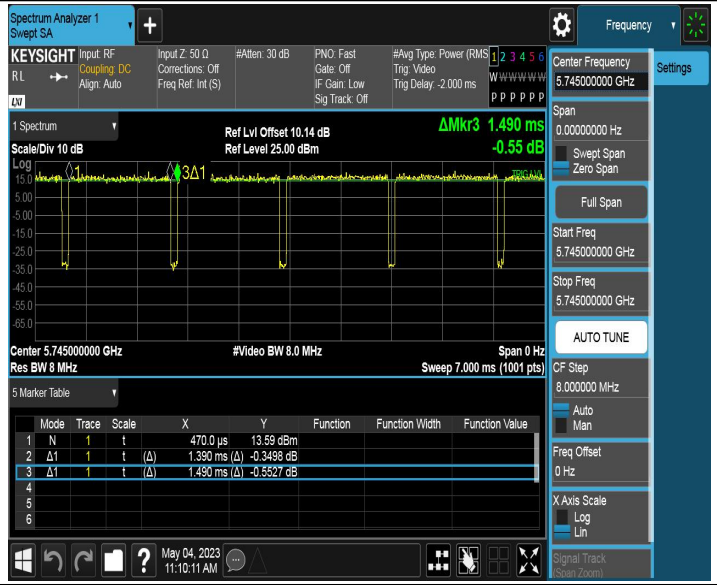 Spectrum Analyzer 1
Swept SA
Frequency
KEYSIGHT
RL
LXI
Input: RF
Coupling: DC
Align: Auto
Input Z: 50 Ω
Corrections: Off
Freq Ref: Int (S)
#Atten: 30 dB
PNO: Fast
Gate: Off
IF Gain: Low
Sig Track: Off
#Avg Type: Power (RMS
Trig: Video
Trig Delay: -2.000 ms
1 2 3 4 5 6
W W W W W W
P P P P P P
Center Frequency
5.745000000 GHz
Settings
Span
0.00000000 Hz
Swept Span
Zero Span
Full Span
Start Freq
5.745000000 GHz
Stop Freq
5.745000000 GHz
AUTO TUNE
CF Step
8.000000 MHz
Auto
Man
Freq Offset
0 Hz
X Axis Scale
Log
Lin
Signal Track
(Span Zoom)
1 Spectrum
Scale/Div 10 dB
Ref Lvl Offset 10.14 dB
Ref Level 25.00 dBm
ΔMkr3 1.490 ms
-0.55 dB
Log
15.0
5.00
-5.00
-15.0
-25.0
-35.0
-45.0
-55.0
-65.0
1
3Δ1
TRIG LVL
Center 5.745000000 GHz
Res BW 8 MHz
#Video BW 8.0 MHz
Span 0 Hz
Sweep 7.000 ms (1001 pts)
5 Marker Table
Mode Trace Scale X Y Function Function Width Function Value
1 N 1 t 470.0 µs 13.59 dBm
2 Δ1 1 t (Δ) 1.390 ms (Δ) -0.3498 dB
3 Δ1 1 t (Δ) 1.490 ms (Δ) -0.5527 dB
4
5
6
?
May 04, 2023
11:10:11 AM